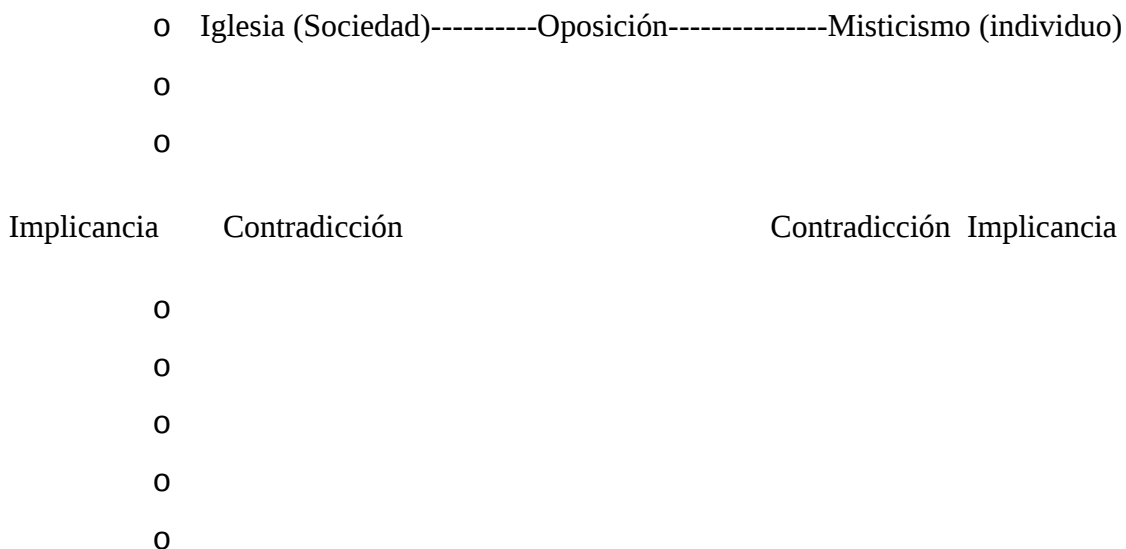 o Iglesia (Sociedad)----------Oposición---------------Misticismo (individuo)
o
o
Implicancia Contradicción Contradicción Implicancia
o
o
o
o
o